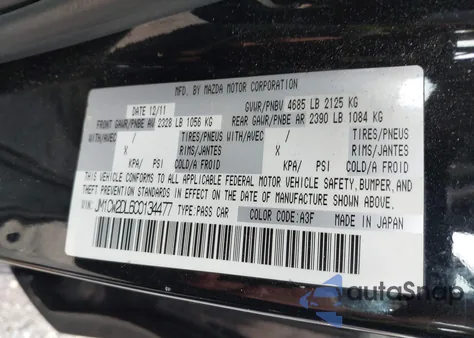 MFD. BY MAZDA MOTOR CORPORATION
DATE 12/11 GVWR/PNBV 4685 LB 2125 KG
FRONT GAWR/PNBE AV 2328 LB 1056 KG REAR GAWR/PNBE AR 2390 LB 1084 KG
WITH/AVEC / TIRES/PNEUS WITH/AVEC / TIRES/PNEUS
X RIMS/JANTES X RIMS/JANTES
KPA/ PSI COLD/A FROID KPA/ PSI COLD/A FROID
THIS VEHICLE CONFORMS TO ALL APPLICABLE FEDERAL MOTOR VEHICLE SAFETY, BUMPER, AND
THEFT PREVENTION STANDARDS IN EFFECT ON THE DATE OF MANUFACTURE SHOWN ABOVE.
VIN: JM1CW2DL6C0134477 TYPE: PASS CAR COLOR CODE: A3F MADE IN JAPAN
autoSnap